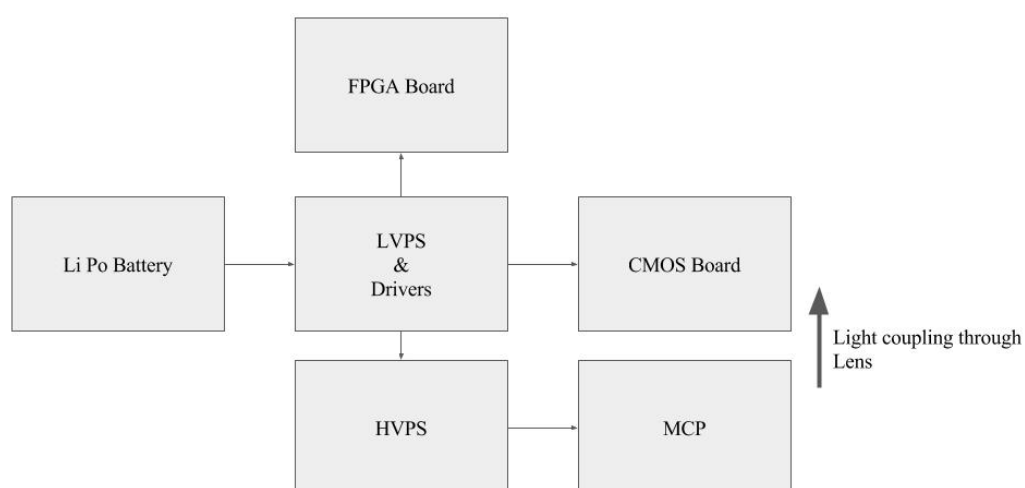 FPGA Board
Li Po Battery
LVPS
&
Drivers
CMOS Board
Light coupling through
Lens
HVPS
MCP